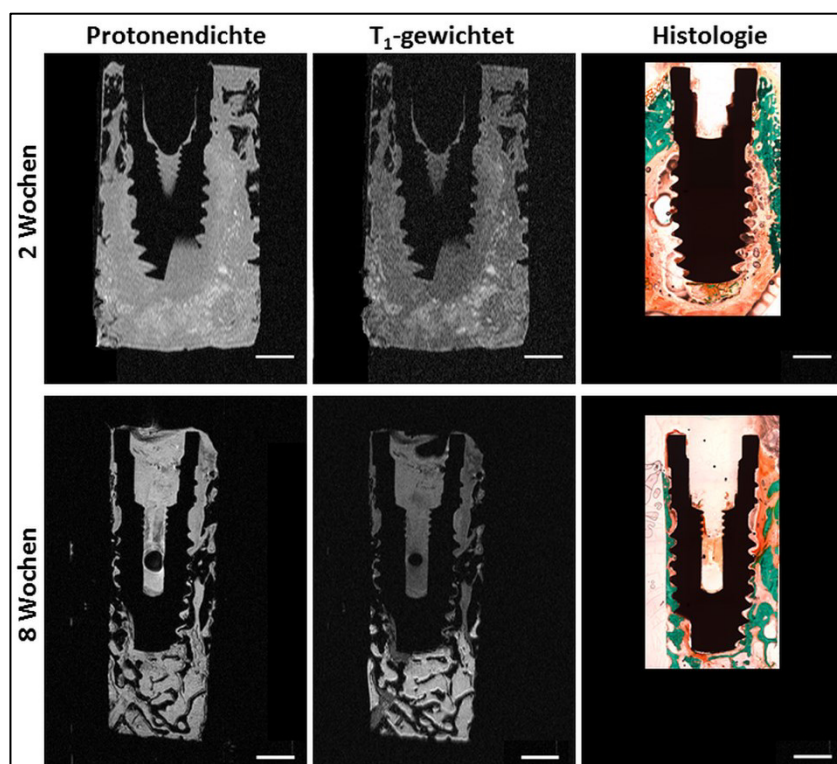 Protonendichte
T₁-gewichtet
Histologie
2 Wochen
8 Wochen